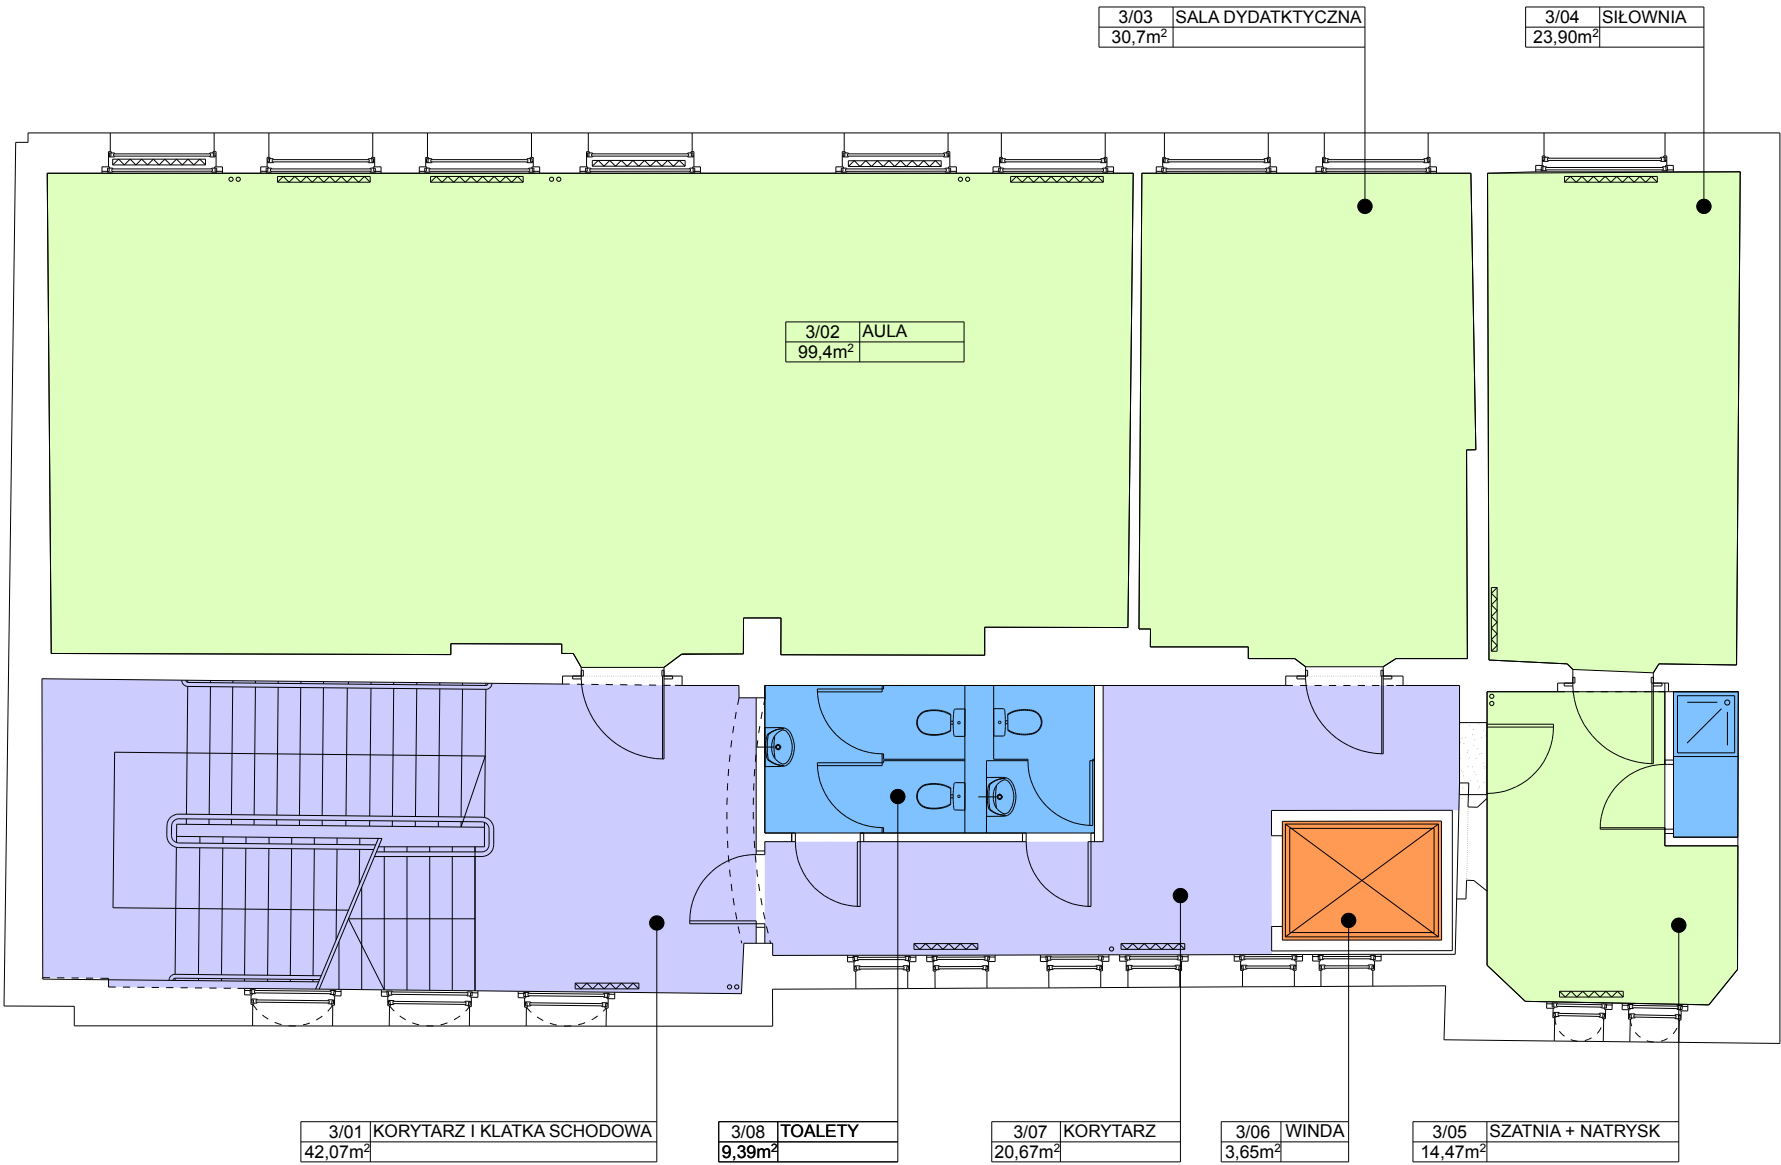 3/03 SALA DYDATKTYCZNA
30,7m²
3/04 SIŁOWNIA
23,90m²
3/02 AULA
99,4m²
3/01 KORYTARZ I KLATKA SCHODOWA
42,07m²
3/08 TOALETY
9,39m²
3/07 KORYTARZ
20,67m²
3/06 WINDA
3,65m²
3/05 SZATNIA + NATRYSK
14,47m²